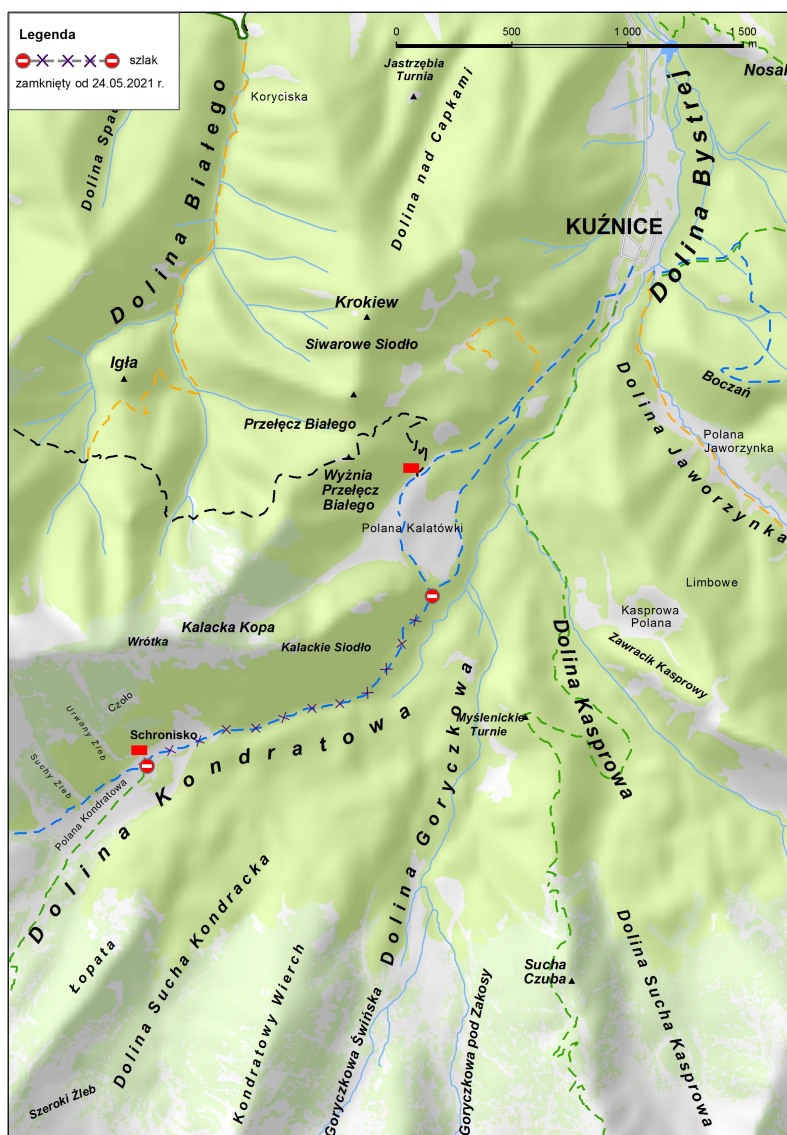 Legenda
szlak
zamknięty od 24.05.2021 r.
0 500 1 000 1 500
m
Jastrzębia
Turnia
Nosal
Koryciska
Dolina Spad
Dolina Białego
Dolina nad Capkami
Dolina Bystrej
KUŹNICE
Krokiew
Siwarowe Siodło
Igła
Boczań
Przełęcz Białego
Polana
Jaworzynka
Dolina Jaworzynka
Wyżnia
Przełęcz
Białego
Polana Kalatówki
Limbowe
Kasprowa
Polana
Kalacka Kopa
Wrótka
Kalackie Siodło
Zawracik Kasprowy
Dolina Kasprowa
Czoło
Urwany Żleb
Suchy Żleb
Schronisko
Myślenickie
Turnie
Polana Kondratowa
Dolina Kondratowa
Dolina Goryczkowa
Łopata
Dolina Sucha Kondracka
Kondratowy Wierch
Goryczkowa Świńska
Goryczkowa pod Zakosy
Sucha
Czuba
Dolina Sucha Kasprowa
Szeroki Żleb